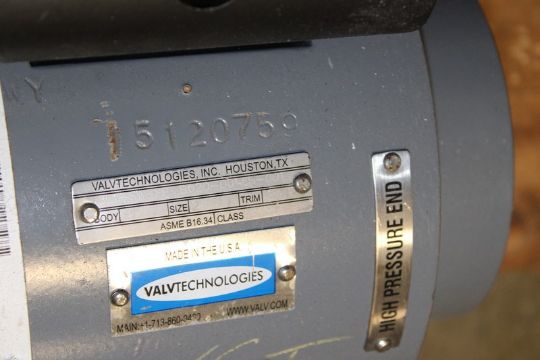 15120759
VALVTECHNOLOGIES, INC. HOUSTON, TX
SIZE TRIM
ASME B16.34 CLASS
MADE IN THE U.S.A
VALVTECHNOLOGIES
WWW.VALV.COM
HIGH PRESSURE END